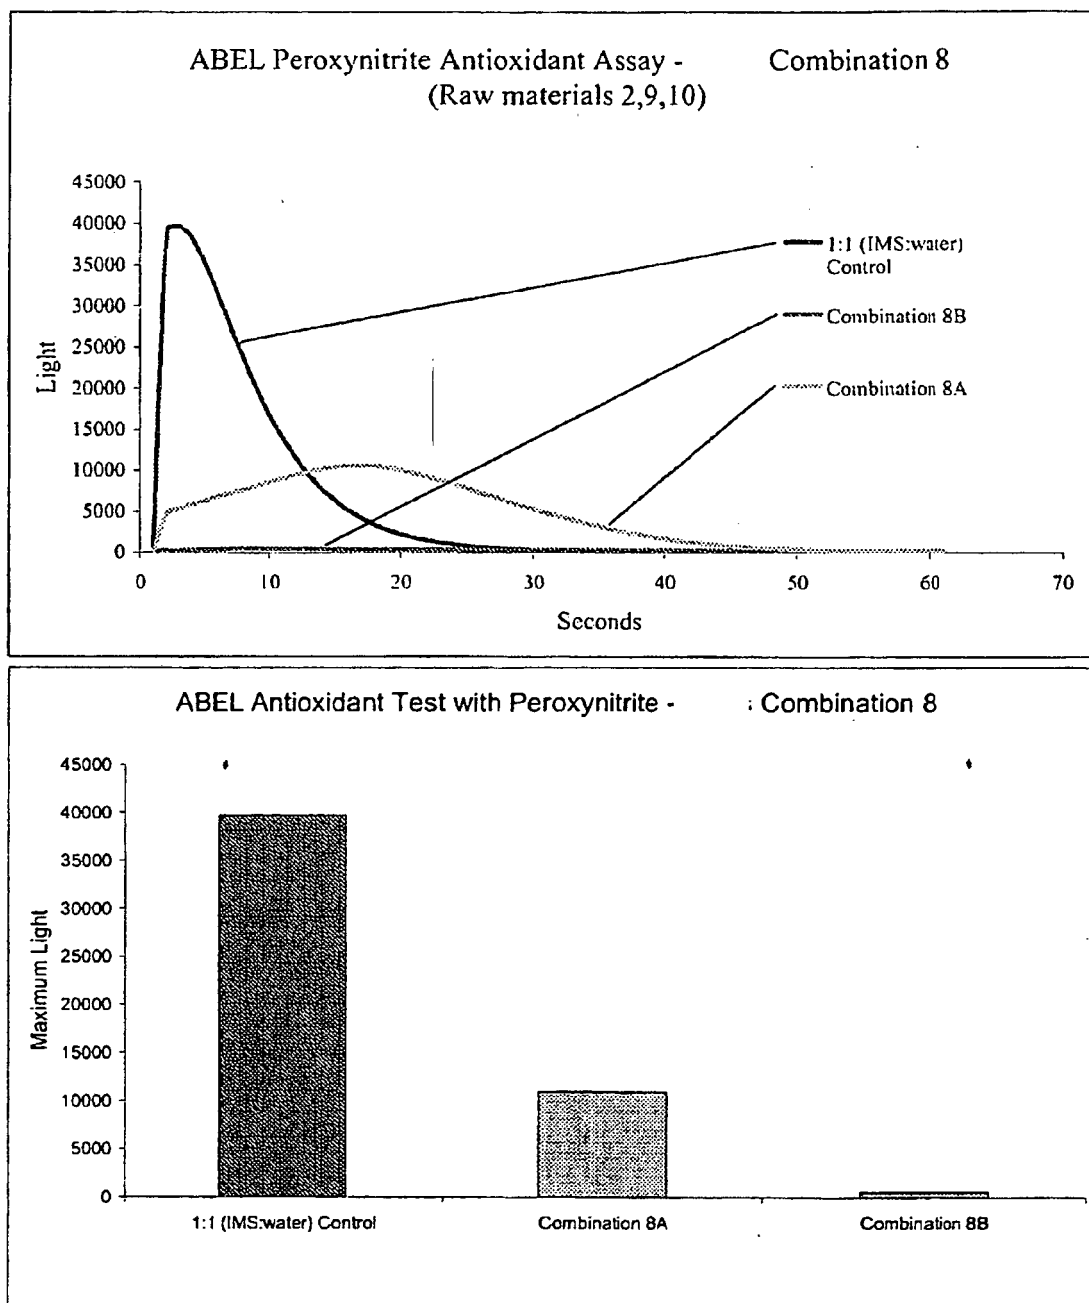 ABEL Peroxynitrite Antioxidant Assay - Combination 8
(Raw materials 2,9,10)
45000
40000
35000
30000
25000
20000
15000
10000
5000
0
Light
1:1 (IMS:water)
Control
Combination 8B
Combination 8A
0 10 20 30 40 50 60 70
Seconds
ABEL Antioxidant Test with Peroxynitrite - : Combination 8
45000
40000
35000
30000
25000
20000
15000
10000
5000
0
Maximum Light
1:1 (IMS:water) Control Combination 8A Combination 8B